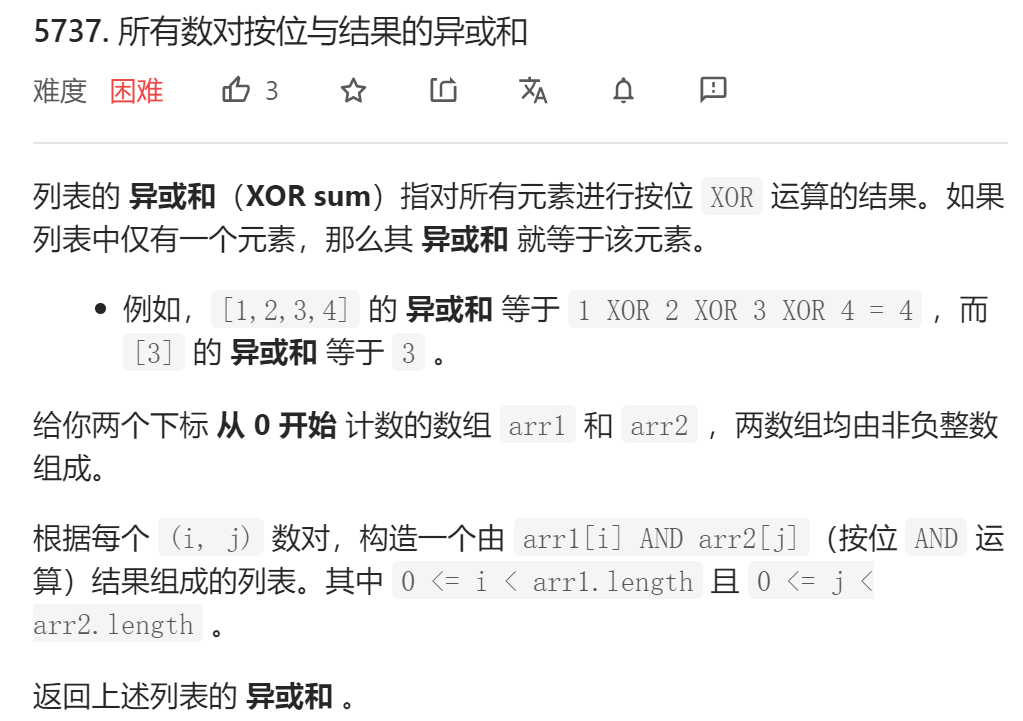 5737. 所有数对按位与结果的异或和
难度 困难 3
列表的 异或和（XOR sum）指对所有元素进行按位 XOR 运算的结果。如果
列表中仅有一个元素，那么其 异或和 就等于该元素。
• 例如， [1,2,3,4] 的 异或和 等于 1 XOR 2 XOR 3 XOR 4 = 4 ，而
[3] 的 异或和 等于 3 。
给你两个下标 从 0 开始 计数的数组 arr1 和 arr2 ，两数组均由非负整数
组成。
根据每个 (i, j) 数对，构造一个由 arr1[i] AND arr2[j] （按位 AND 运
算）结果组成的列表。其中 0 <= i < arr1.length 且 0 <= j <
arr2.length 。
返回上述列表的 异或和 。